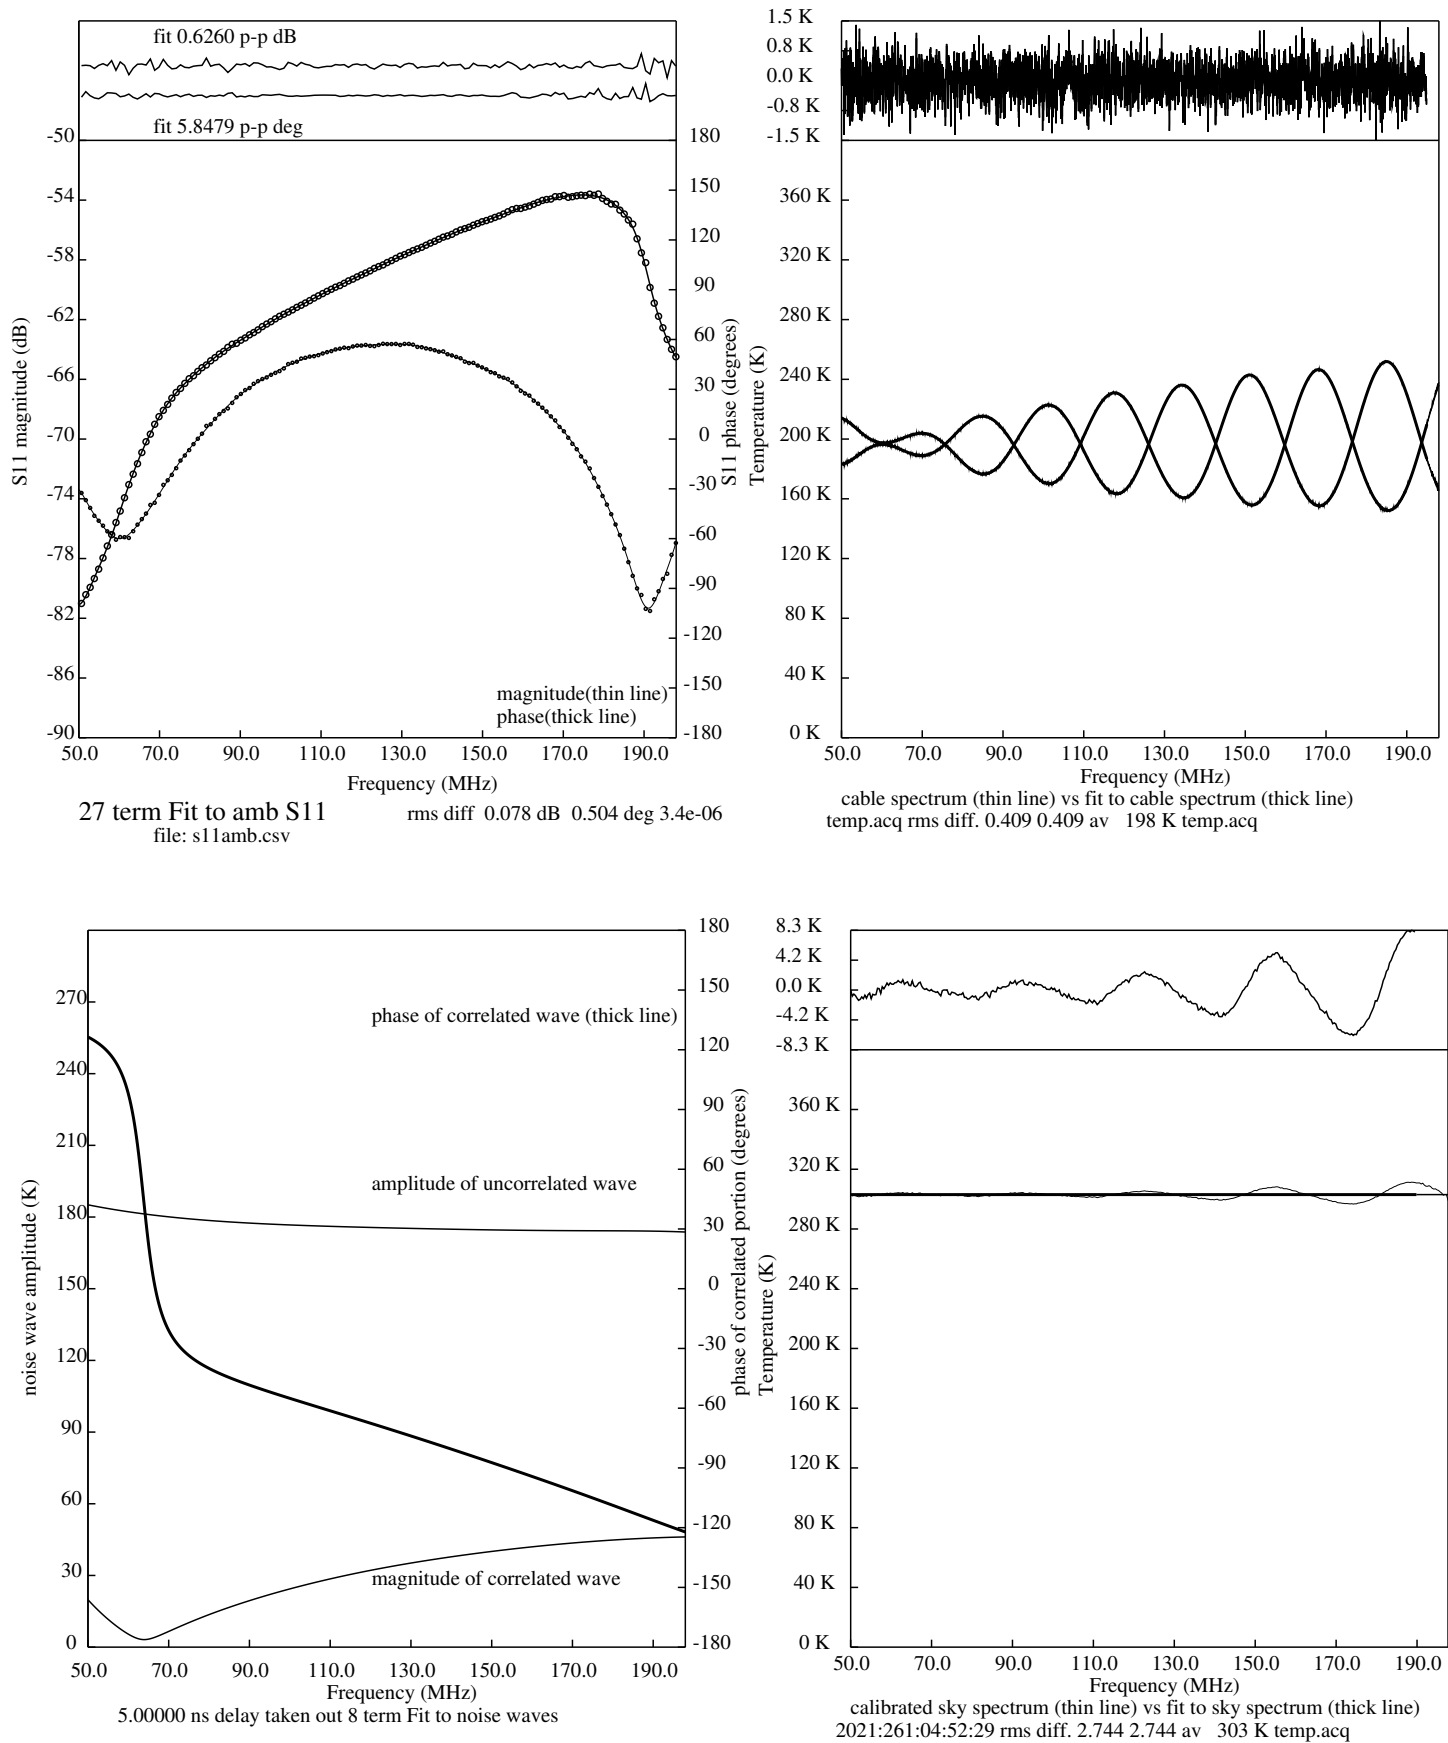 fit 0.6260 p-p dB
fit 5.8479 p-p deg
-50
-54
-58
-62
-66
-70
-74
-78
-82
-86
-90
S11 magnitude (dB)
180
150
120
90
60
30
0
-30
-60
-90
-120
-150
-180
S11 phase (degrees)
magnitude(thin line)
phase(thick line)
50.0 70.0 90.0 110.0 130.0 150.0 170.0 190.0
Frequency (MHz)
27 term Fit to amb S11 rms diff 0.078 dB 0.504 deg 3.4e-06
file: s11amb.csv
1.5 K
0.8 K
0.0 K
-0.8 K
-1.5 K
360 K
320 K
280 K
240 K
200 K
160 K
120 K
80 K
40 K
0 K
Temperature (K)
50.0 70.0 90.0 110.0 130.0 150.0 170.0 190.0
Frequency (MHz)
cable spectrum (thin line) vs fit to cable spectrum (thick line)
temp.acq rms diff. 0.409 0.409 av 198 K temp.acq
270
240
210
180
150
120
90
60
30
0
noise wave amplitude (K)
180
150
120
90
60
30
0
-30
-60
-90
-120
-150
-180
phase of correlated portion (degrees)
phase of correlated wave (thick line)
amplitude of uncorrelated wave
magnitude of correlated wave
50.0 70.0 90.0 110.0 130.0 150.0 170.0 190.0
Frequency (MHz)
5.00000 ns delay taken out 8 term Fit to noise waves
8.3 K
4.2 K
0.0 K
-4.2 K
-8.3 K
360 K
320 K
280 K
240 K
200 K
160 K
120 K
80 K
40 K
0 K
Temperature (K)
50.0 70.0 90.0 110.0 130.0 150.0 170.0 190.0
Frequency (MHz)
calibrated sky spectrum (thin line) vs fit to sky spectrum (thick line)
2021:261:04:52:29 rms diff. 2.744 2.744 av 303 K temp.acq